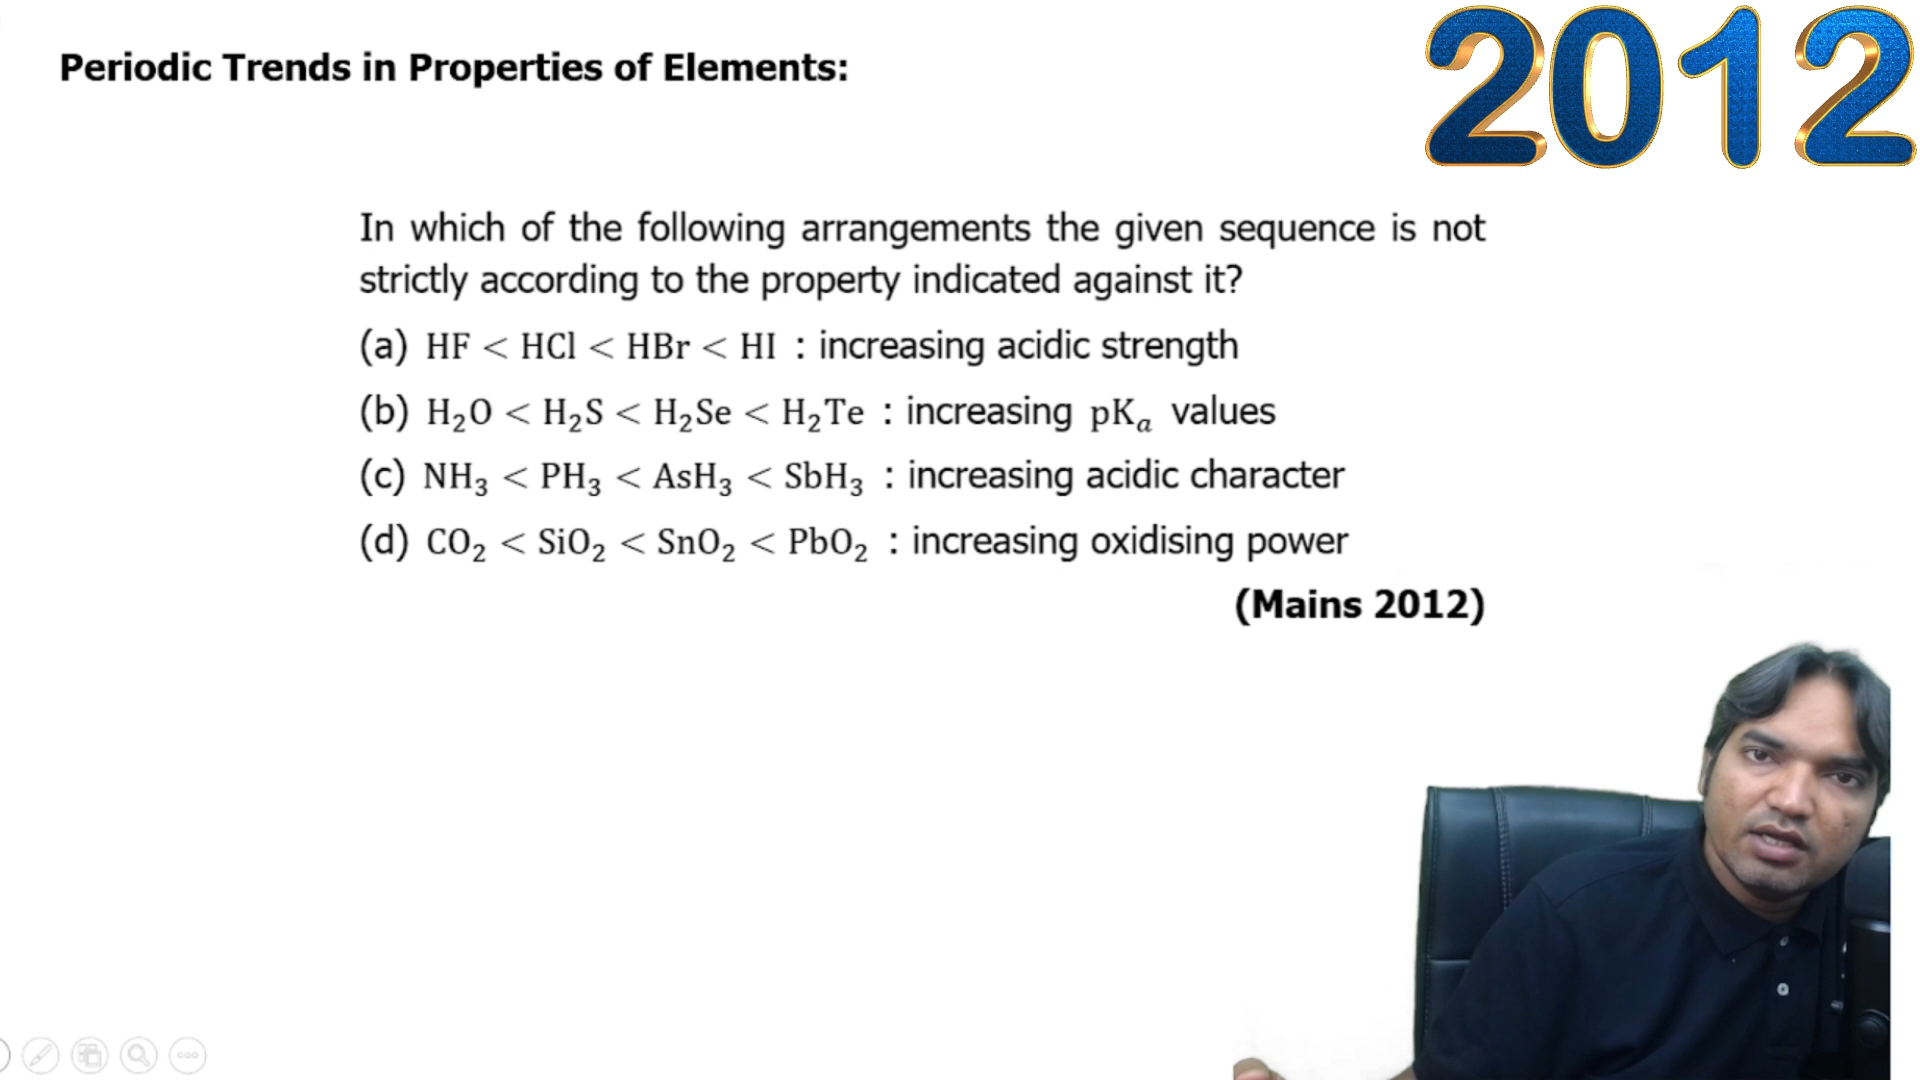 2012
Periodic Trends in Properties of Elements:
In which of the following arrangements the given sequence is not
strictly according to the property indicated against it?
(a) HF < HCl < HBr < HI : increasing acidic strength
(b) H₂O < H₂S < H₂Se < H₂Te : increasing pKₐ values
(c) NH₃ < PH₃ < AsH₃ < SbH₃ : increasing acidic character
(d) CO₂ < SiO₂ < SnO₂ < PbO₂ : increasing oxidising power
(Mains 2012)